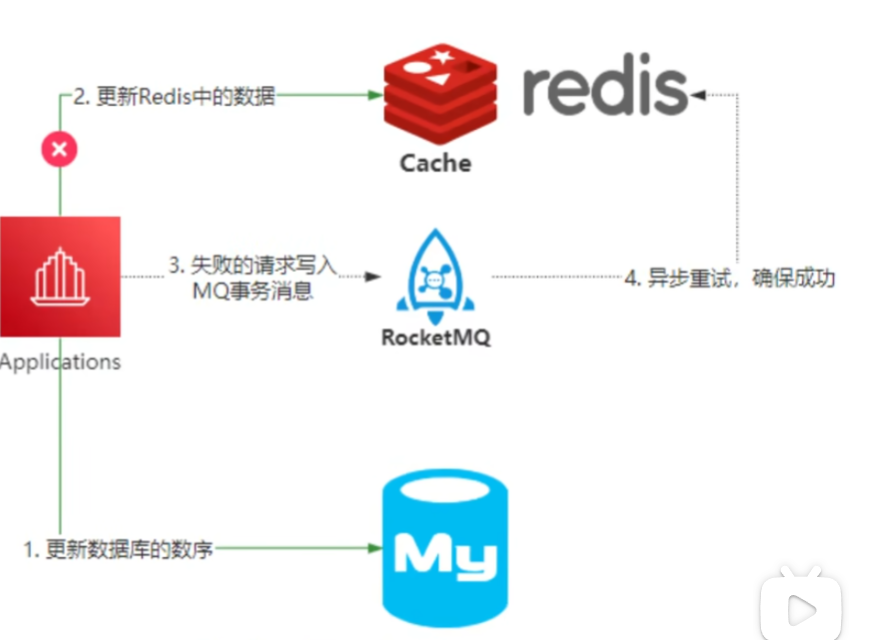 2. 更新Redis中的数据
redis
Cache
3. 失败的请求写入
MQ事务消息
4. 异步重试，确保成功
RocketMQ
Applications
1. 更新数据库的数序
My